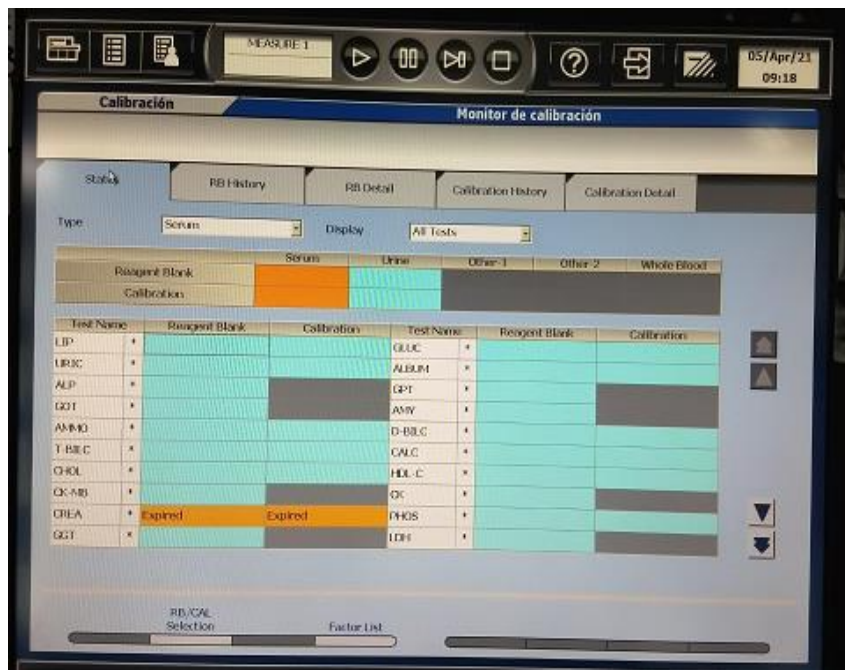 MEASURE 1
05/Apr/21
09:18
Calibración
Monitor de calibración
Status
RB History
RB Detail
Calibration History
Calibration Detail
Type
Serum
Display
All Tests
Serum
Urine
Other-1
Other-2
Whole Blood
Reagent Blank
Calibration
Test Name Reagent Blank Calibration Test Name Reagent Blank Calibration
LIP * GLUC *
URIC * ALBUM *
ALP * GPT *
GOT * AMY *
AMMO * D-BILC *
T-BILC * CALC *
CHOL * HDL-C *
CK-MB * CK *
CREA * Expired Expired PHOS *
GGT * LDH *
RB/CAL
Selection
Factor List